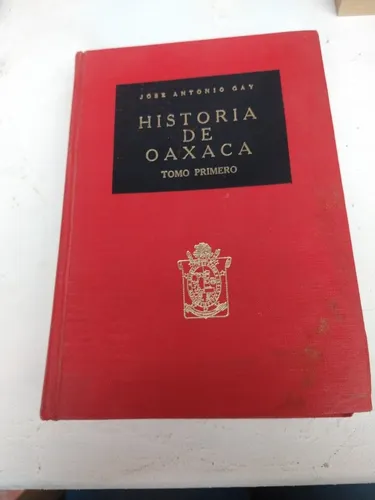 JOSE ANTONIO GAY
HISTORIA
DE
OAXACA
TOMO PRIMERO